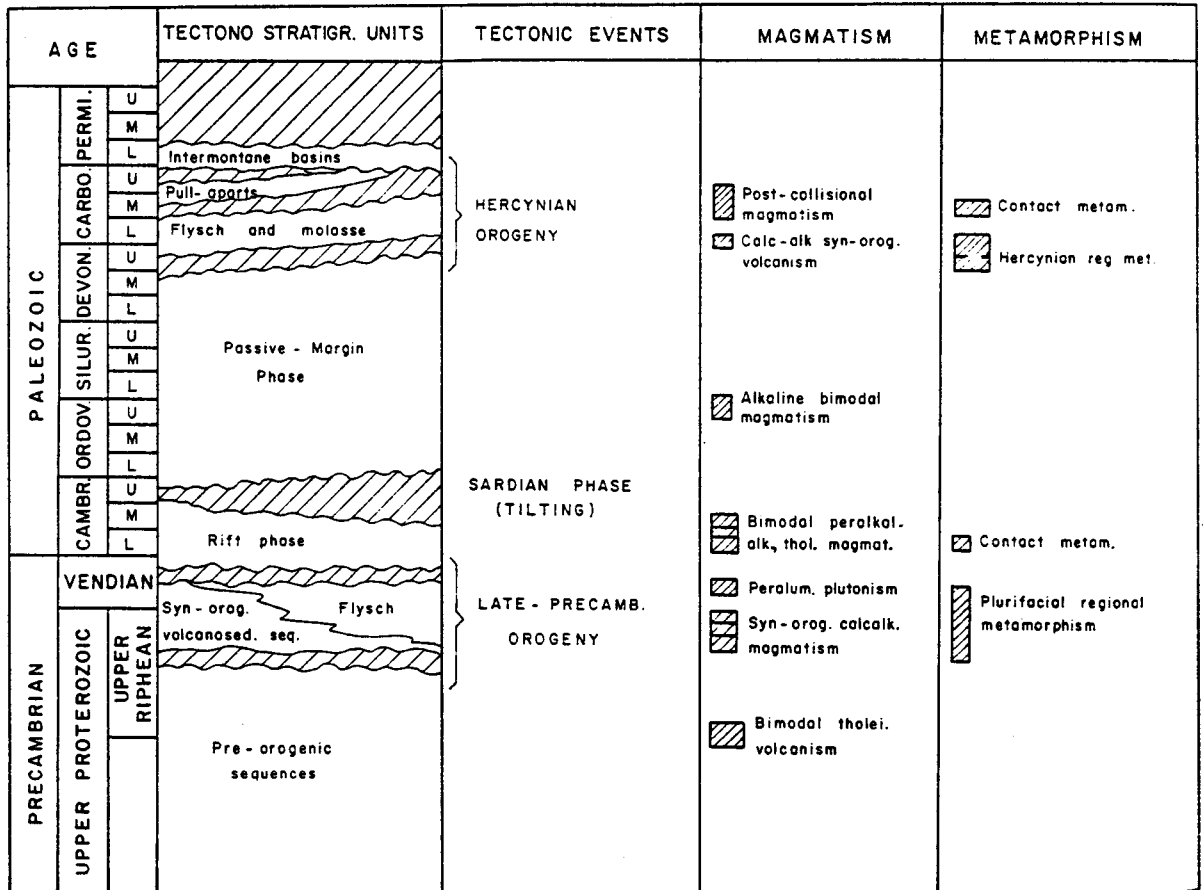 AGE
TECTONO STRATIGR. UNITS
TECTONIC EVENTS
MAGMATISM
METAMORPHISM
PALEOZOIC
PERMI.
U
M
L
CARBO.
U
M
L
DEVON.
U
M
L
SILUR.
U
M
L
ORDOV.
U
M
L
CAMBR.
U
M
L
PRECAMBRIAN
VENDIAN
UPPER PROTEROZOIC
UPPER
RIPHEAN
Intermontane basins
Pull-aparts
Flysch and molasse
Passive - Margin
Phase
Rift phase
Syn-orog.
volcanosed. seq.
Flysch
Pre-orogenic
sequences
HERCYNIAN
OROGENY
SARDIAN PHASE
(TILTING)
LATE-PRECAMB.
OROGENY
Post-collisional
magmatism
Calc-alk syn-orog.
volcanism
Alkaline bimodal
magmatism
Bimodal peralkal-
alk., thol. magmat.
Peralum. plutonism
Syn-orog. calcalk.
magmatism
Bimodal tholei.
volcanism
Contact metam.
Hercynian reg met.
Contact metam.
Plurifacial regional
metamorphism